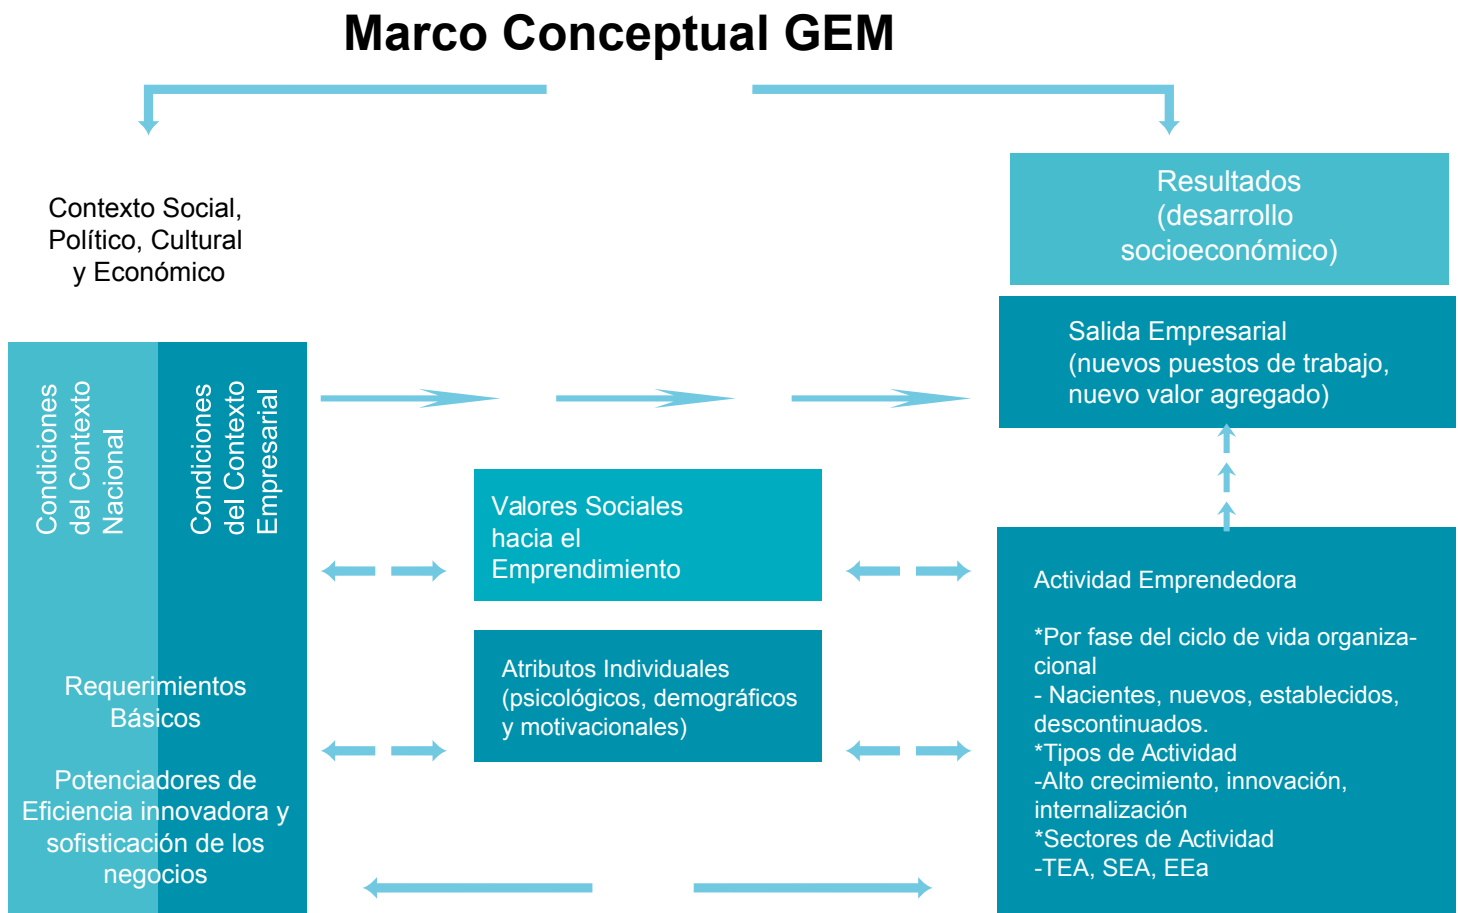 Marco Conceptual GEM
Contexto Social,
Político, Cultural
y Económico
Condiciones
del Contexto
Nacional
Condiciones
del Contexto
Empresarial
Requerimientos
Básicos
Potenciadores de
Eficiencia innovadora y
sofisticación de los
negocios
Valores Sociales
hacia el
Emprendimiento
Atributos Individuales
(psicológicos, demográficos
y motivacionales)
Resultados
(desarrollo
socioeconómico)
Salida Empresarial
(nuevos puestos de trabajo,
nuevo valor agregado)
Actividad Emprendedora
*Por fase del ciclo de vida organiza-
cional
- Nacientes, nuevos, establecidos,
descontinuados.
*Tipos de Actividad
-Alto crecimiento, innovación,
internalización
*Sectores de Actividad
-TEA, SEA, EEa